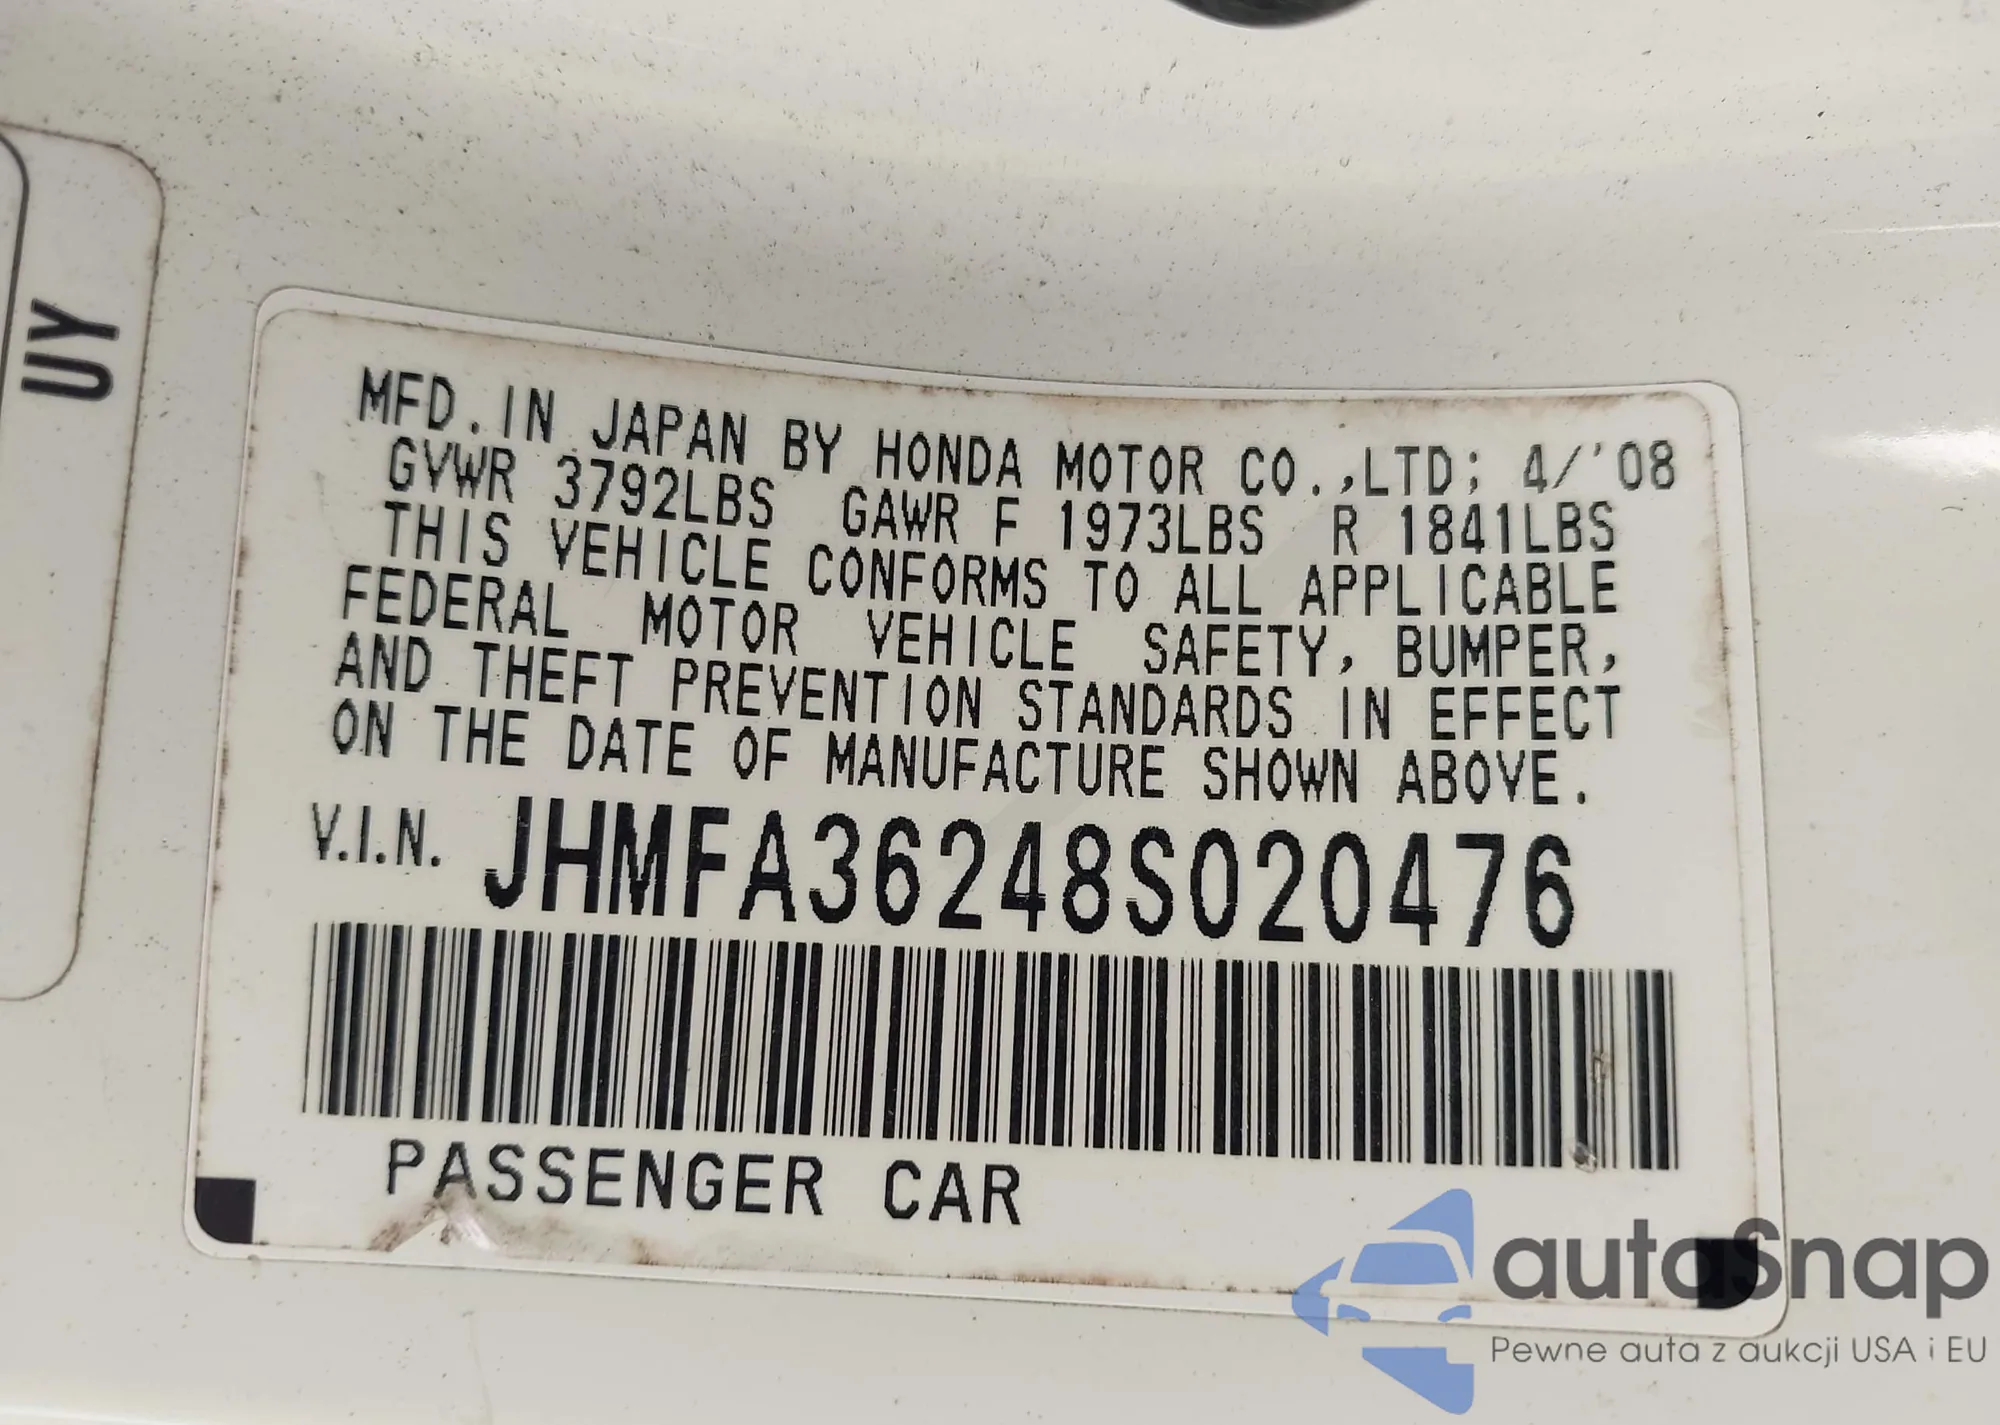 UY
MFD.IN JAPAN BY HONDA MOTOR CO.,LTD; 4/'08
GVWR 3792LBS GAWR F 1973LBS R 1841LBS
THIS VEHICLE CONFORMS TO ALL APPLICABLE
FEDERAL MOTOR VEHICLE SAFETY, BUMPER,
AND THEFT PREVENTION STANDARDS IN EFFECT
ON THE DATE OF MANUFACTURE SHOWN ABOVE.
V.I.N. JHMFA36248S020476
PASSENGER CAR
autoSnap
Pewne auta z aukcji USA i EU